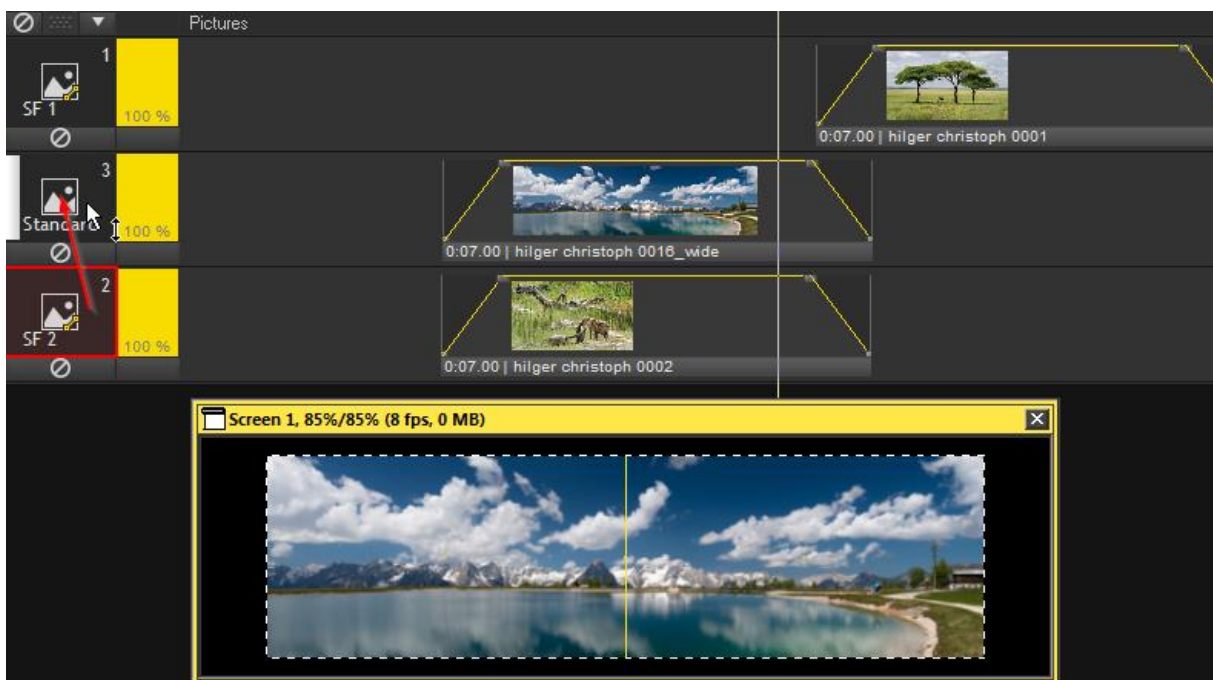 Pictures
1
SF 1
100 %
0:07.00 | hilger christoph 0001
3
Standard
100 %
0:07.00 | hilger christoph 0016_wide
2
SF 2
100 %
0:07.00 | hilger christoph 0002
Screen 1, 85%/85% (8 fps, 0 MB)